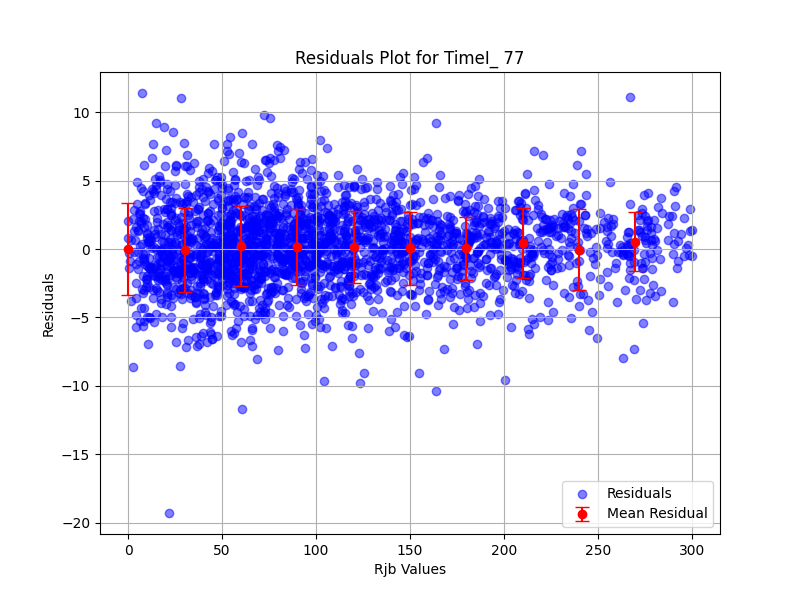 Residuals Plot for TimeI_ 77
Residuals
10
5
0
−5
−10
−15
−20
0 50 100 150 200 250 300
Rjb Values
Residuals
Mean Residual